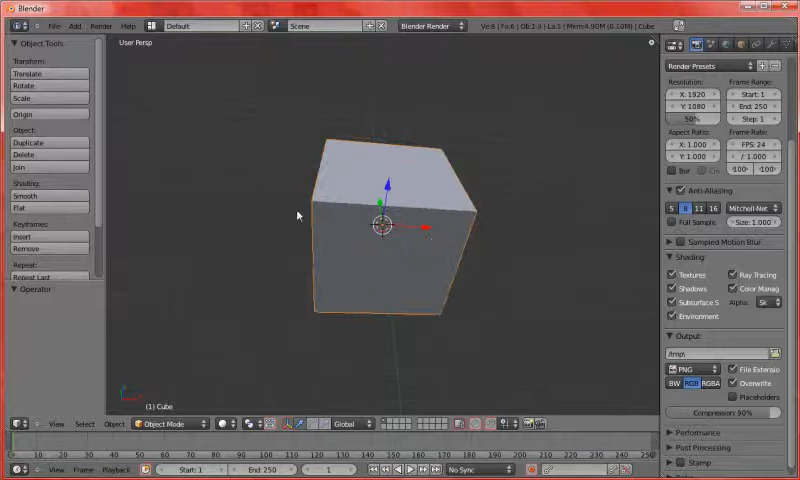 Blender
File Add Render Help Default Scene Blender Render Ve:8 | Fa:6 | Ob:1-3 | La:1 | Mem:4.90M (0.10M) | Cube
Object Tools
User Persp
Transform:
Translate
Rotate
Scale
Origin
Object:
Duplicate
Delete
Join
Shading:
Smooth
Flat
Keyframes:
Insert
Remove
Repeat:
Repeat Last
Operator
(1) Cube
View Select Object Object Mode Global
0 10 20 30 40 50 60 70 80 90 100 110 120 130 140 150 160 170 180 190 200 210 220 230 240 250
View Frame Playback Start: 1 End: 250 1 No Sync
Render Presets
Resolution: Frame Range:
X: 1920 Start: 1
Y: 1080 End: 250
50% Step: 1
Aspect Ratio: Frame Rate:
X: 1.000 FPS: 24
Y: 1.000 /: 1.000
Bor Cro :100 :100
Anti-Aliasing
5 8 11 16 Mitchell-Net
Full Sample Size: 1.000
Sampled Motion Blur
Shading
Textures Ray Tracing
Shadows Color Manag
Subsurface S Alpha: Sk
Environment
Output
/tmp\
PNG File Extensio
BW RGB RGBA Overwrite
Placeholders
Compression: 90%
Performance
Post Processing
Stamp